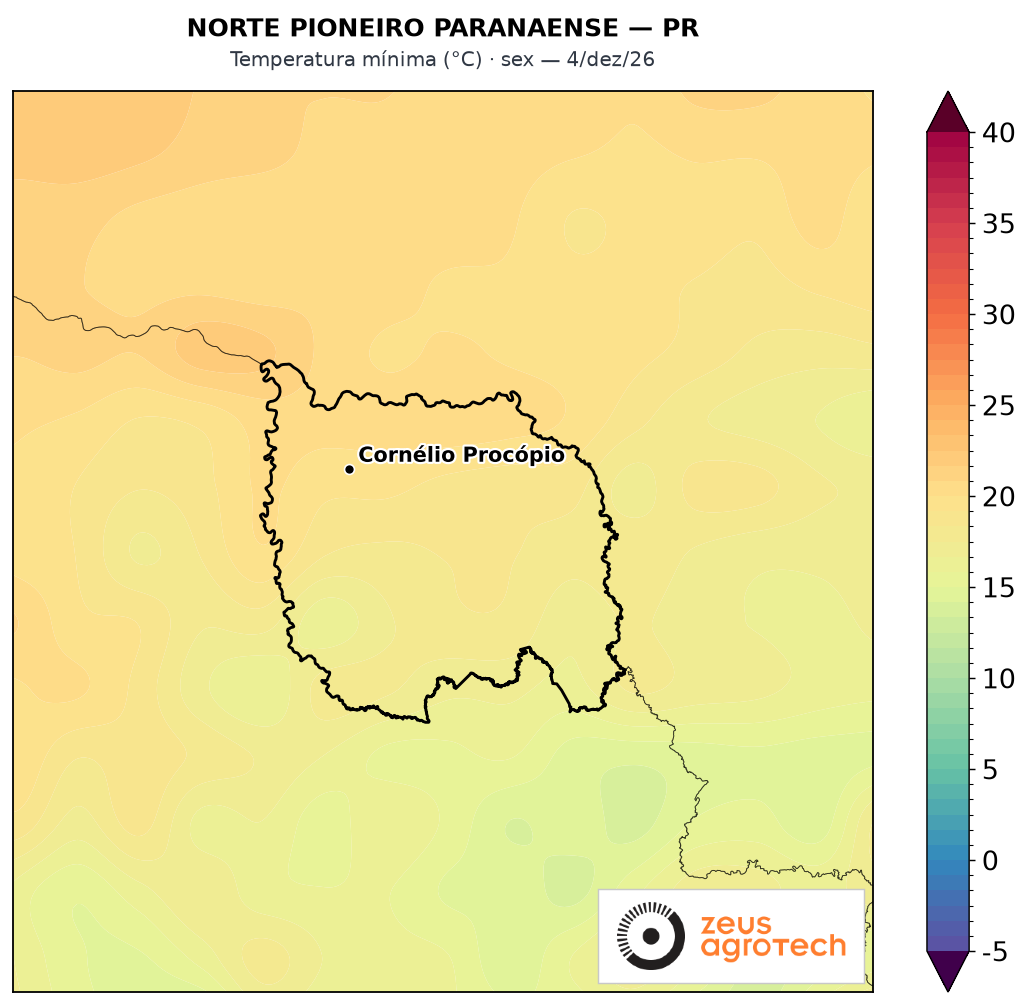 NORTE PIONEIRO PARANAENSE — PR
Temperatura mínima (°C) · sex — 4/dez/26
Cornélio Procópio
40
35
30
25
20
15
10
5
0
-5
zeus
agrotech